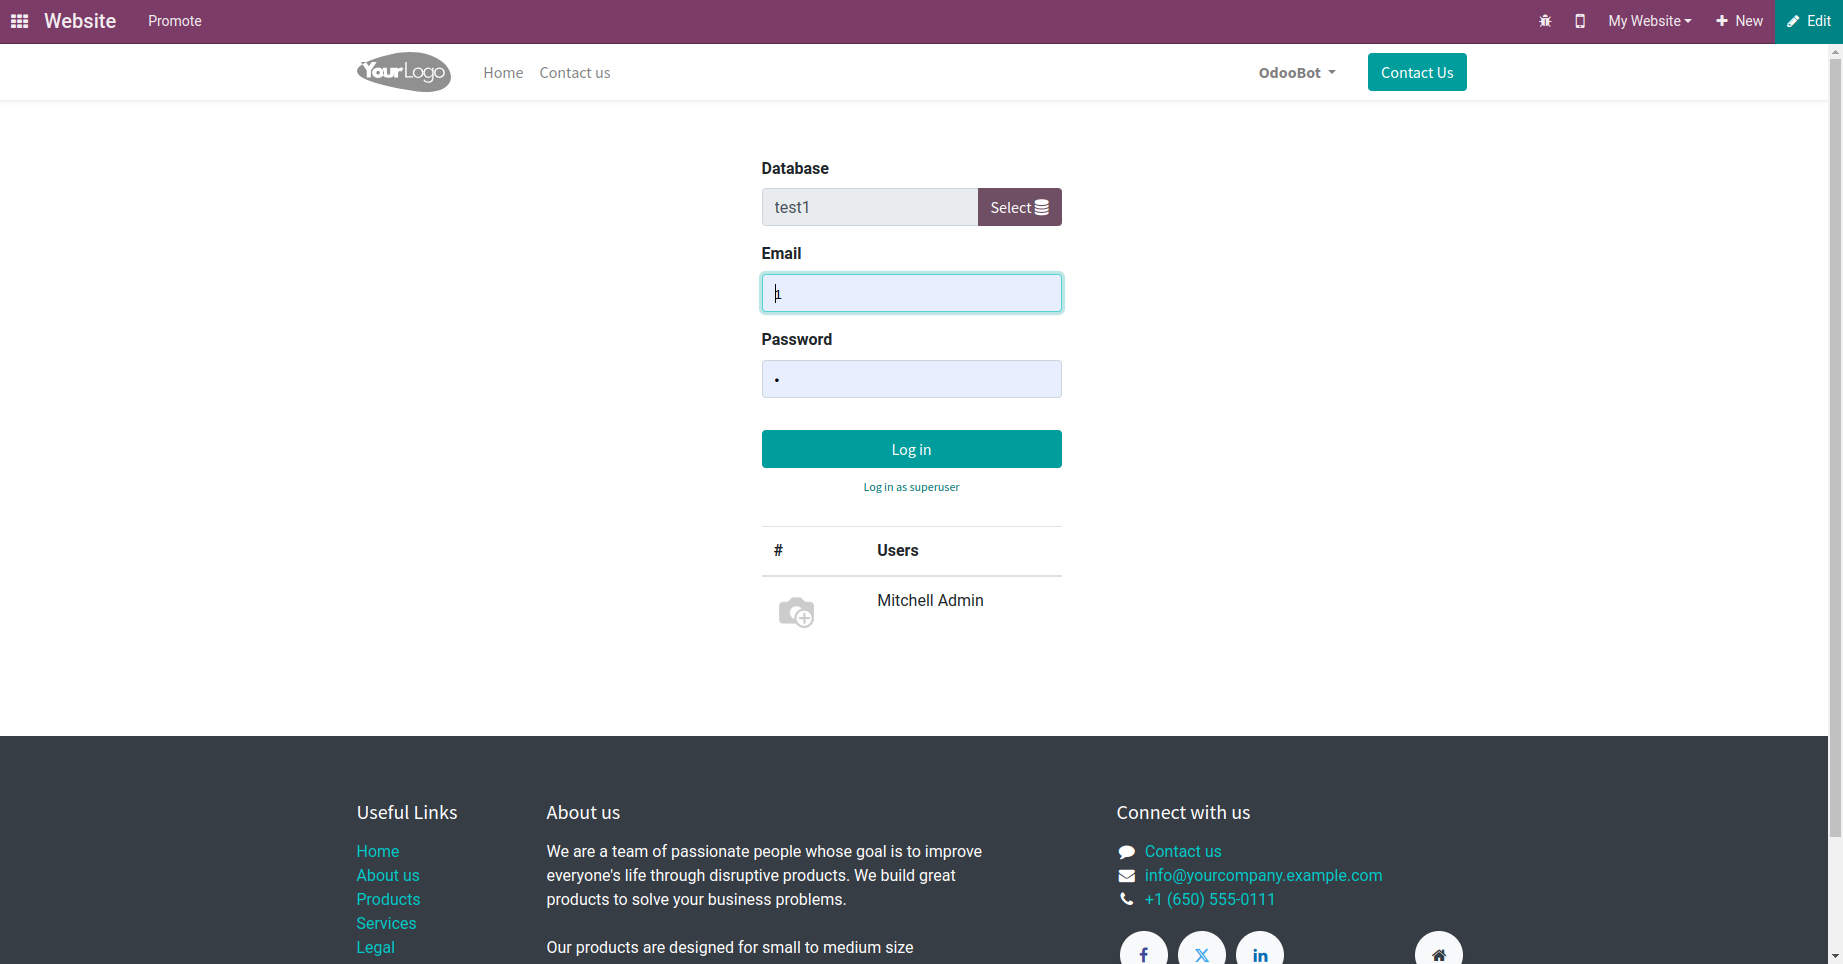 Website Promote My Website New Edit
YourLogo Home Contact us OdooBot Contact Us
Database
test1 Select
Email
1
Password
•
Log in
Log in as superuser
# Users
Mitchell Admin
Useful Links
Home
About us
Products
Services
Legal
About us
We are a team of passionate people whose goal is to improve
everyone's life through disruptive products. We build great
products to solve your business problems.
Our products are designed for small to medium size
Connect with us
Contact us
info@yourcompany.example.com
+1 (650) 555-0111